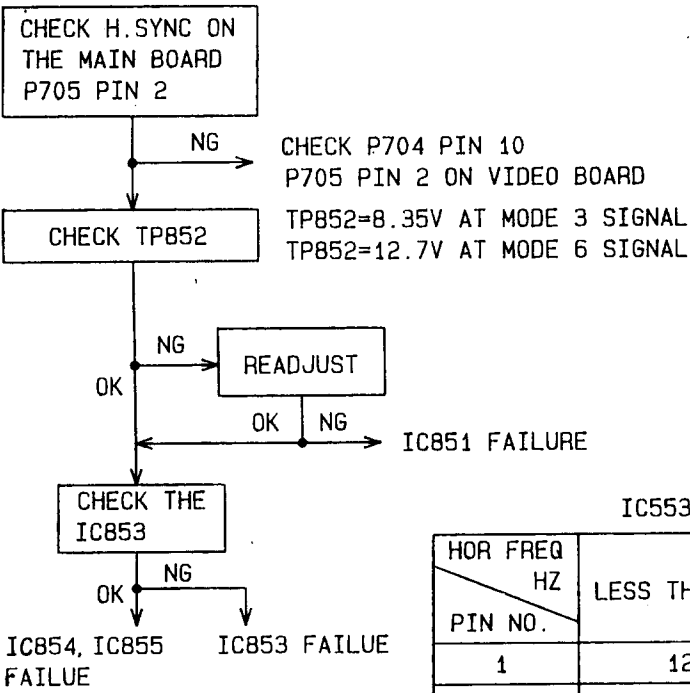 CHECK H.SYNC ON
THE MAIN BOARD
P705 PIN 2
NG
CHECK P704 PIN 10
P705 PIN 2 ON VIDEO BOARD
CHECK TP852
TP852=8.35V AT MODE 3 SIGNAL
TP852=12.7V AT MODE 6 SIGNAL
NG
READJUST
OK
OK
NG
IC851 FAILURE
CHECK THE
IC853
NG
OK
IC854, IC855
FAILUE
IC853 FAILUE
IC553
HOR FREQ
HZ
PIN NO.
LESS TH
1
12